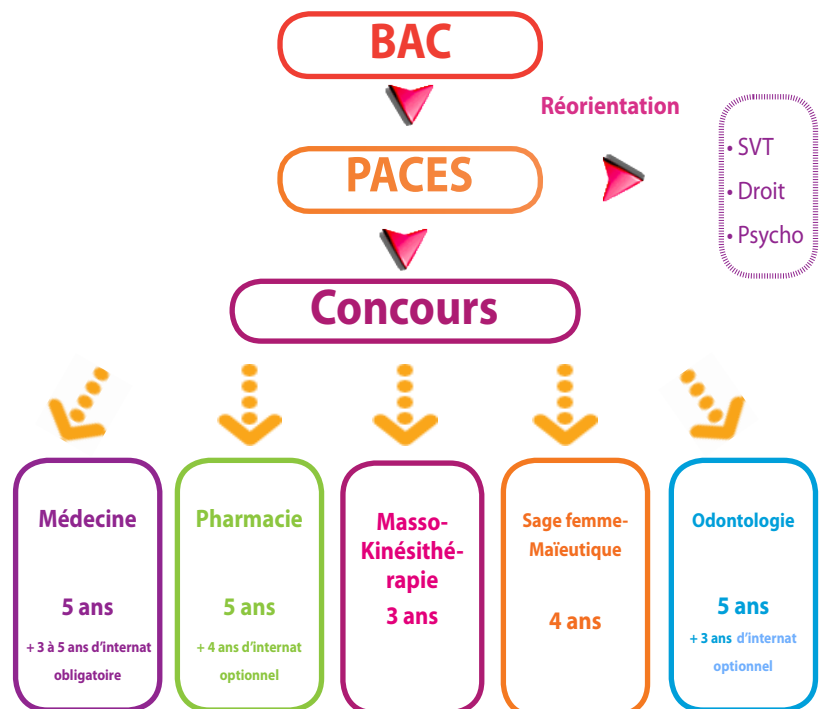 BAC
Réorientation
PACES
• SVT
• Droit
• Psycho
Concours
Médecine
5 ans
+ 3 à 5 ans d’internat
obligatoire
Pharmacie
5 ans
+ 4 ans d’internat
optionnel
Masso-
Kinésithé-
rapie
3 ans
Sage femme-
Maïeutique
4 ans
Odontologie
5 ans
+ 3 ans d’internat
optionnel